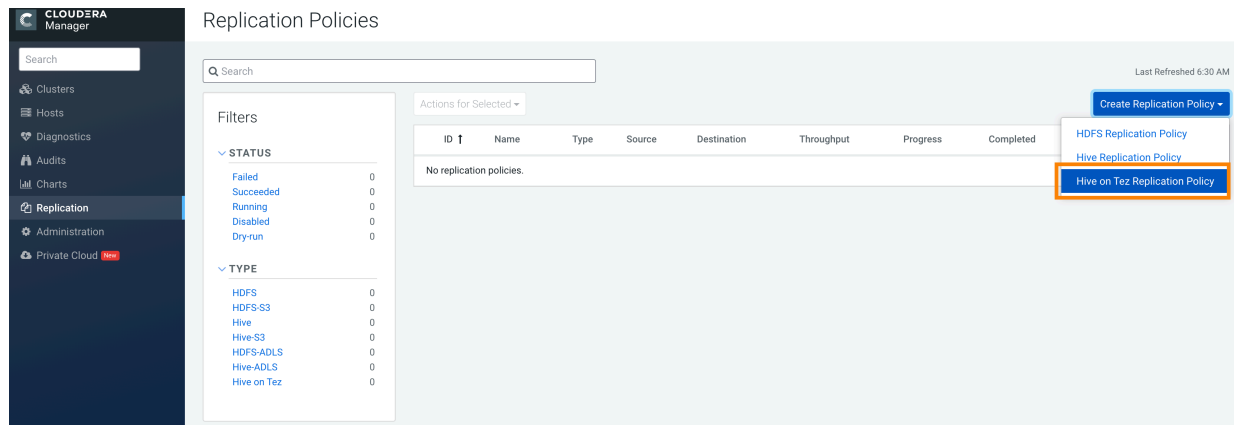 CLOUDERA
Manager
Search
Clusters
Hosts
Diagnostics
Audits
Charts
Replication
Administration
Private Cloud New
Replication Policies
Search
Last Refreshed 6:30 AM
Filters
STATUS
Failed 0
Succeeded 0
Running 0
Disabled 0
Dry-run 0
TYPE
HDFS 0
HDFS-S3 0
Hive 0
Hive-S3 0
HDFS-ADLS 0
Hive-ADLS 0
Hive on Tez 0
Actions for Selected
Create Replication Policy
HDFS Replication Policy
Hive Replication Policy
Hive on Tez Replication Policy
ID Name Type Source Destination Throughput Progress Completed
No replication policies.